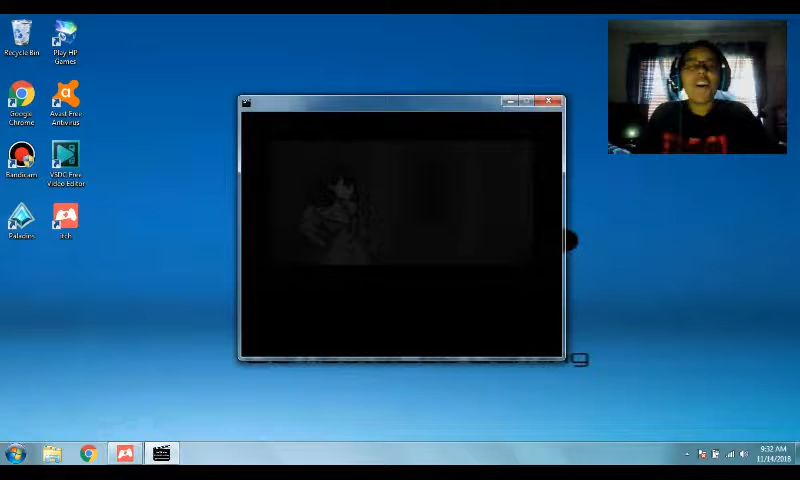 Recycle Bin
Play HP
Games
Google
Chrome
Avast Free
Antivirus
Bandicam
VSDC Free
Video Editor
Paladins
itch
g
9:32 AM
11/14/2018